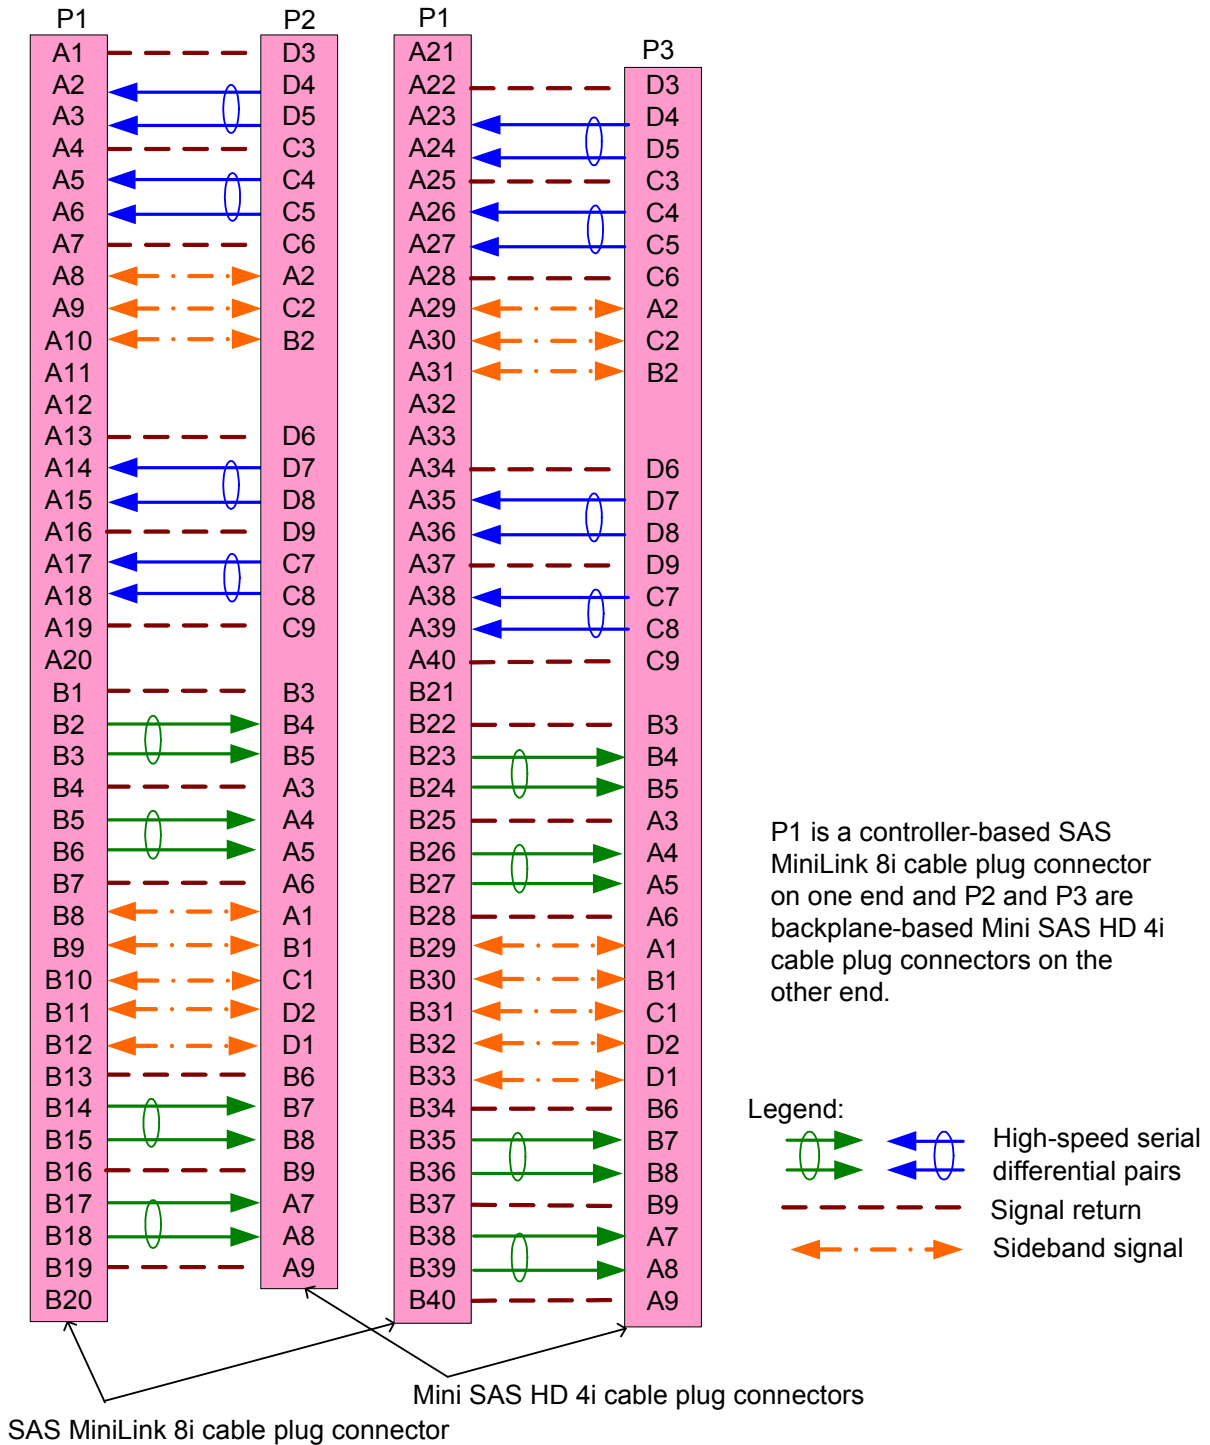 P1
A1
A2
A3
A4
A5
A6
A7
A8
A9
A10
A11
A12
A13
A14
A15
A16
A17
A18
A19
A20
B1
B2
B3
B4
B5
B6
B7
B8
B9
B10
B11
B12
B13
B14
B15
B16
B17
B18
B19
B20
P2
D3
D4
D5
C3
C4
C5
C6
A2
C2
B2
D6
D7
D8
D9
C7
C8
C9
B3
B4
B5
A3
A4
A5
A6
A1
B1
C1
D2
D1
B6
B7
B8
B9
A7
A8
A9
P1
A21
A22
A23
A24
A25
A26
A27
A28
A29
A30
A31
A32
A33
A34
A35
A36
A37
A38
A39
A40
B21
B22
B23
B24
B25
B26
B27
B28
B29
B30
B31
B32
B33
B34
B35
B36
B37
B38
B39
B40
P3
D3
D4
D5
C3
C4
C5
C6
A2
C2
B2
D6
D7
D8
D9
C7
C8
C9
B3
B4
B5
A3
A4
A5
A6
A1
B1
C1
D2
D1
B6
B7
B8
B9
A7
A8
A9
P1 is a controller-based SAS
MiniLink 8i cable plug connector
on one end and P2 and P3 are
backplane-based Mini SAS HD 4i
cable plug connectors on the
other end.
Legend:
High-speed serial
differential pairs
Signal return
Sideband signal
Mini SAS HD 4i cable plug connectors
SAS MiniLink 8i cable plug connector